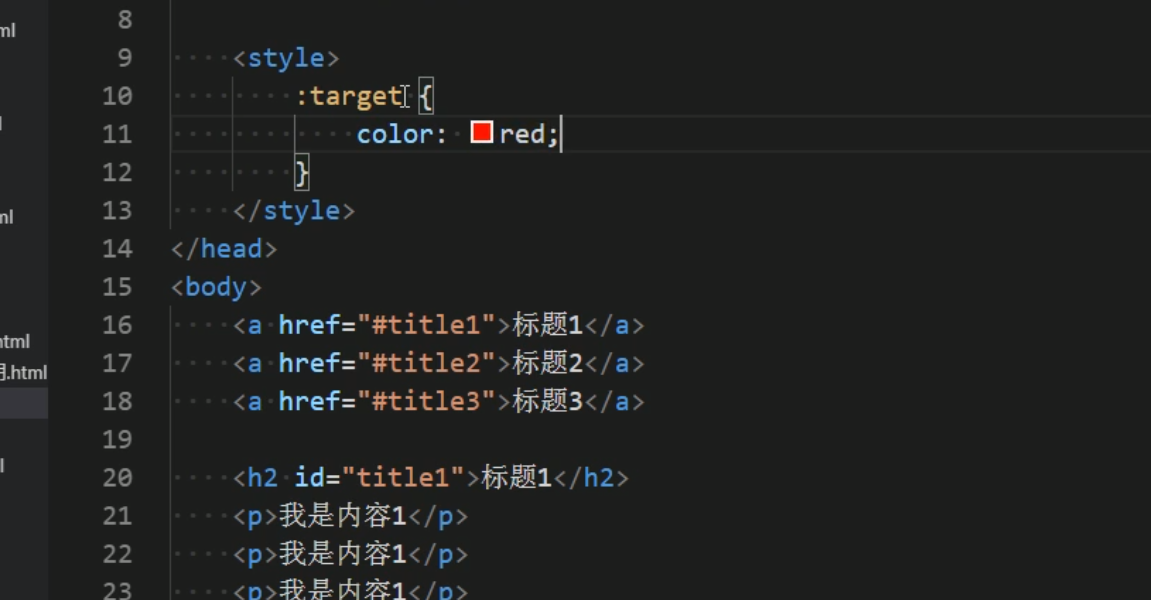 ml
l
ml
html
月.html
l
8
9 <style>
10 :target {
11 color: red;
12 }
13 </style>
14 </head>
15 <body>
16 <a href="#title1">标题1</a>
17 <a href="#title2">标题2</a>
18 <a href="#title3">标题3</a>
19
20 <h2 id="title1">标题1</h2>
21 <p>我是内容1</p>
22 <p>我是内容1</p>
23 <p>我是内容1</p>